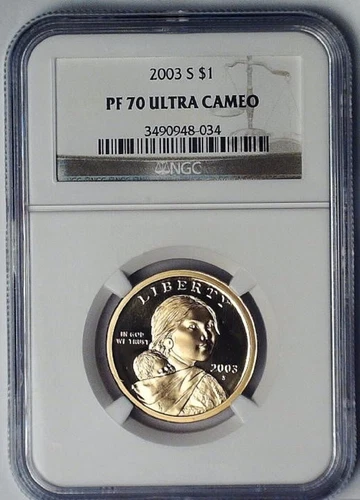 2003 S $1
PF 70 ULTRA CAMEO
3490948-034
NGC
LIBERTY
IN GOD
WE TRUST
2003
S